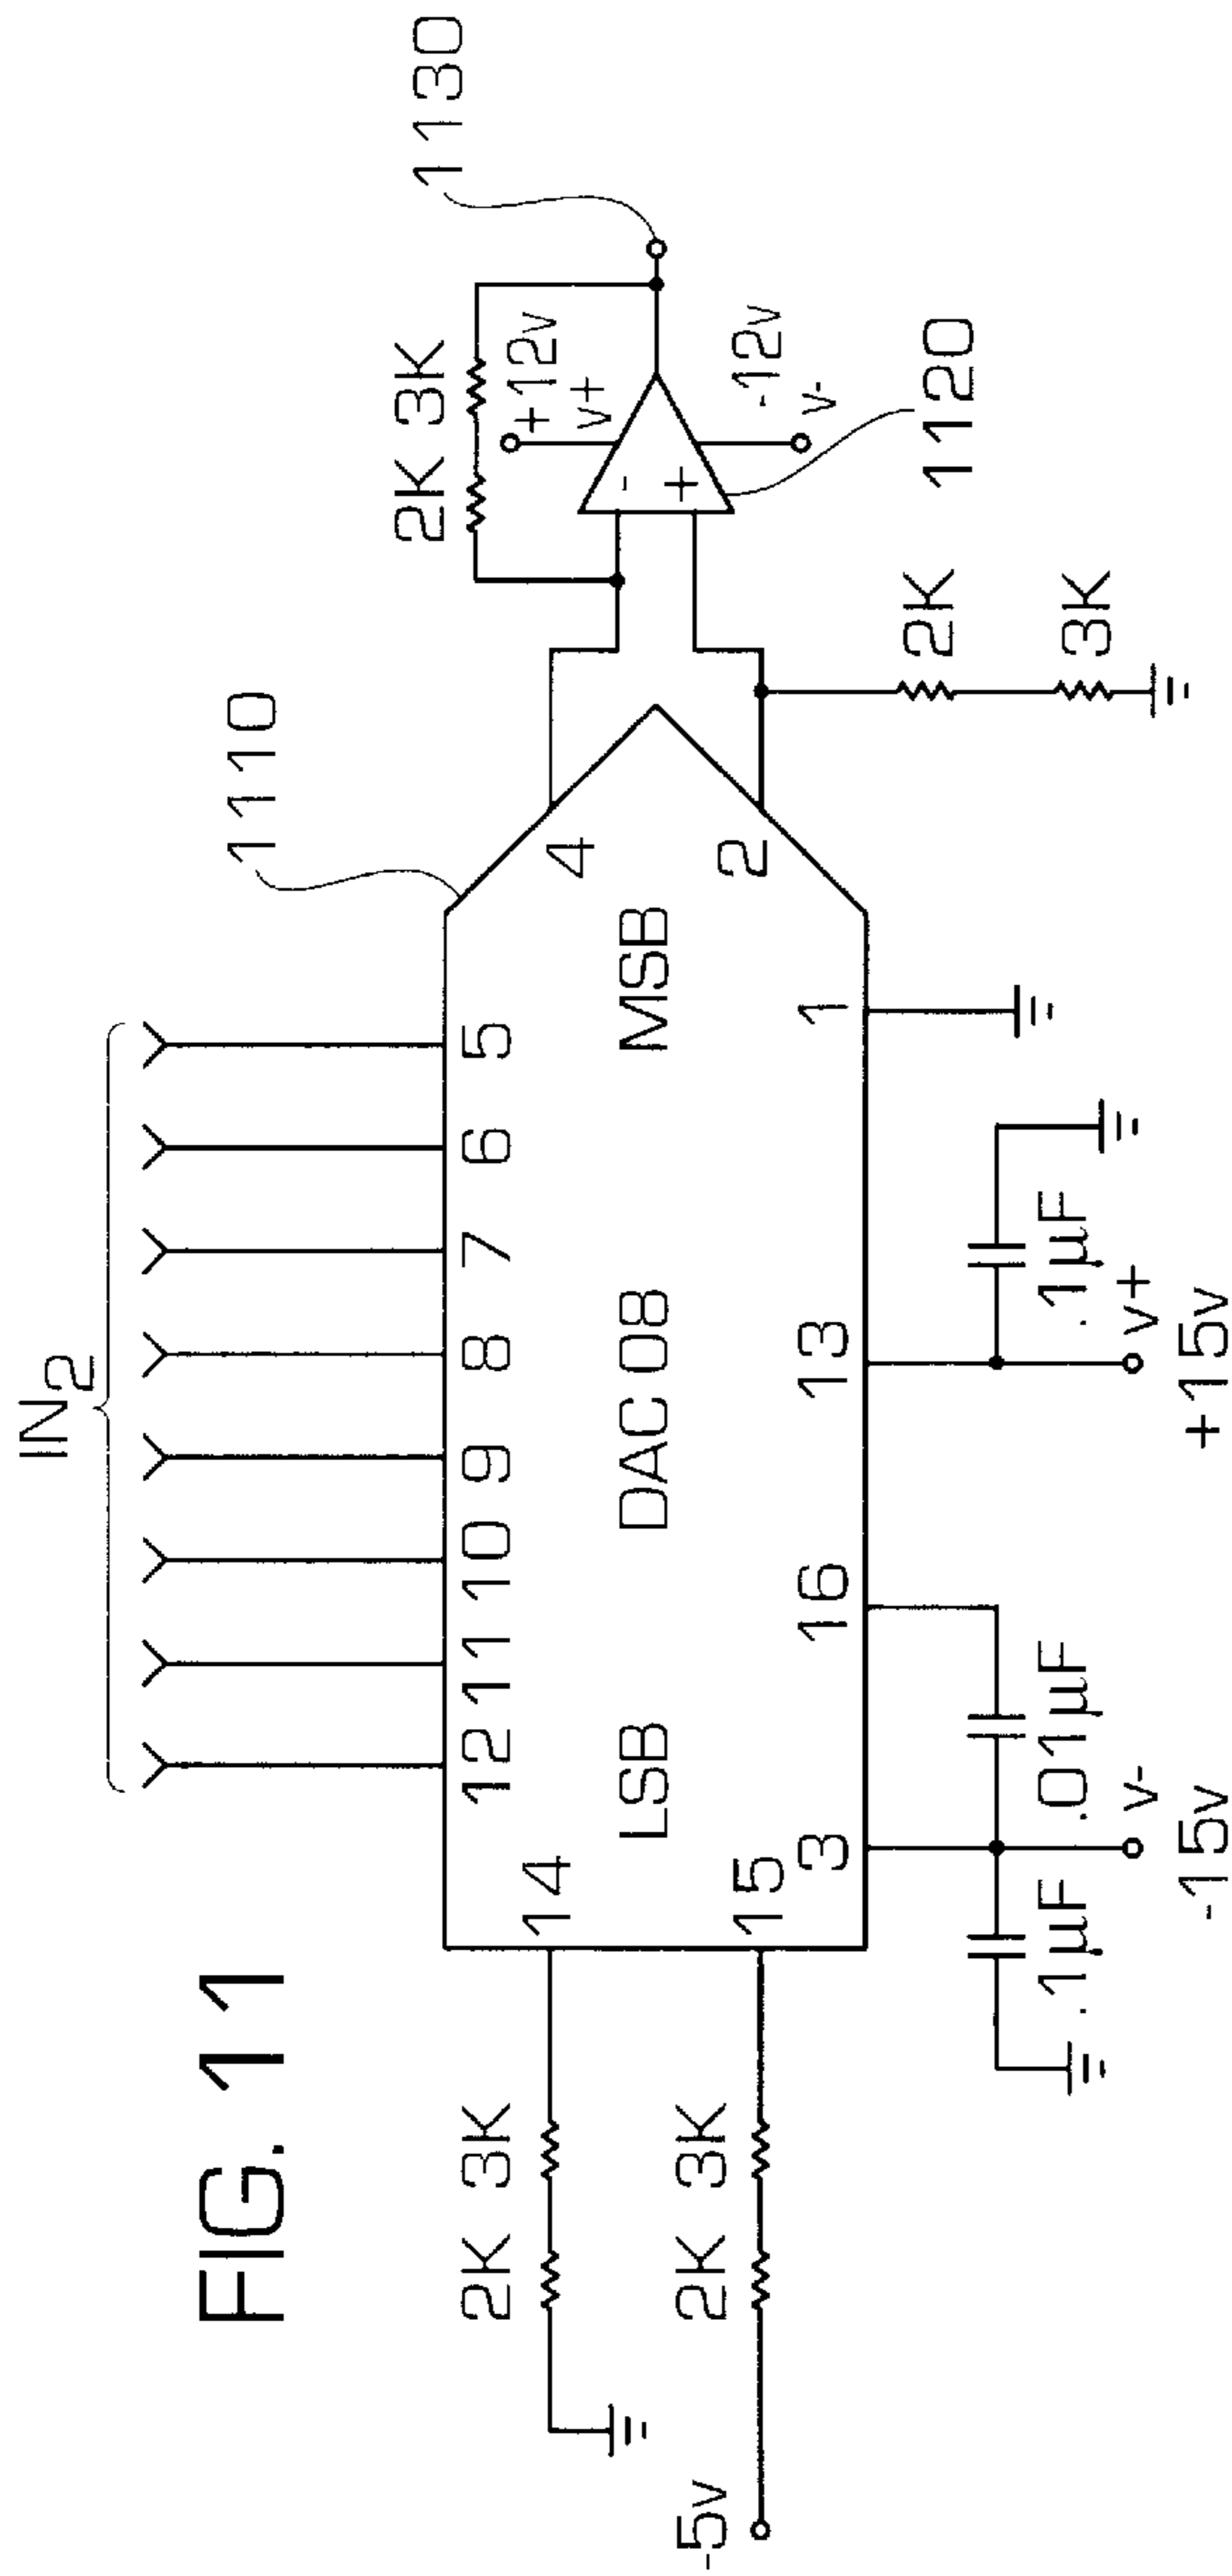 FIG. 11
IN2
1110
1130
2K 3K
+12v
v+
-12v
v-
1120
-
+
12 11 10 9 8 7 6 5
4
2
14
15
LSB DAC 08 MSB
3 16 13 1
2K 3K
2K 3K
-5v
2K
3K
.1µF .01µF
v-
-15v
.1µF
v+
+15v